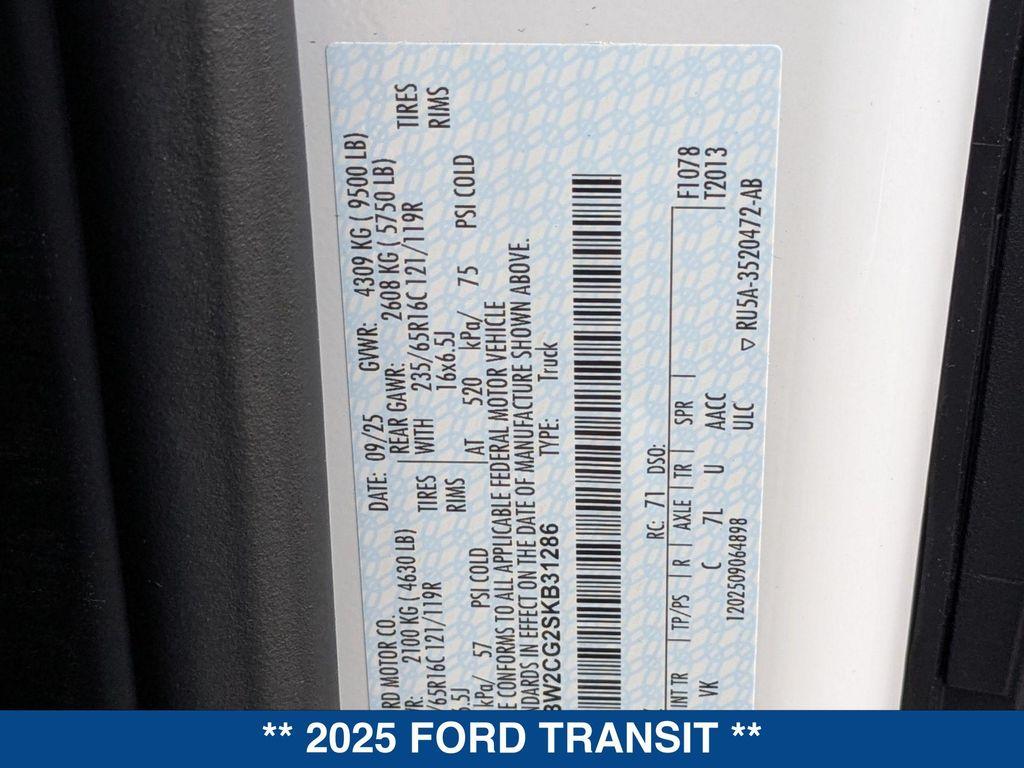 RD MOTOR CO. DATE: 09/25 GVWR: 4309 KG ( 9500 LB)
WR: 2100 KG ( 4630 LB) REAR GAWR: 2608 KG ( 5750 LB)
/65R16C 121/119R TIRES WITH 235/65R16C 121/119R TIRES
.5J RIMS 16x6.5J RIMS
kPa/ 57 PSI COLD AT 520 kPa/ 75 PSI COLD
E CONFORMS TO ALL APPLICABLE FEDERAL MOTOR VEHICLE
NDARDS IN EFFECT ON THE DATE OF MANUFACTURE SHOWN ABOVE.
BW2CG2SKB31286 TYPE: Truck
RC: 71 DSO:
INT TR TP/PS R AXLE TR SPR F1078
VK C 7L U AACC T2013
ULC
1202509064898 ▽ RU5A-3520472-AB
** 2025 FORD TRANSIT **